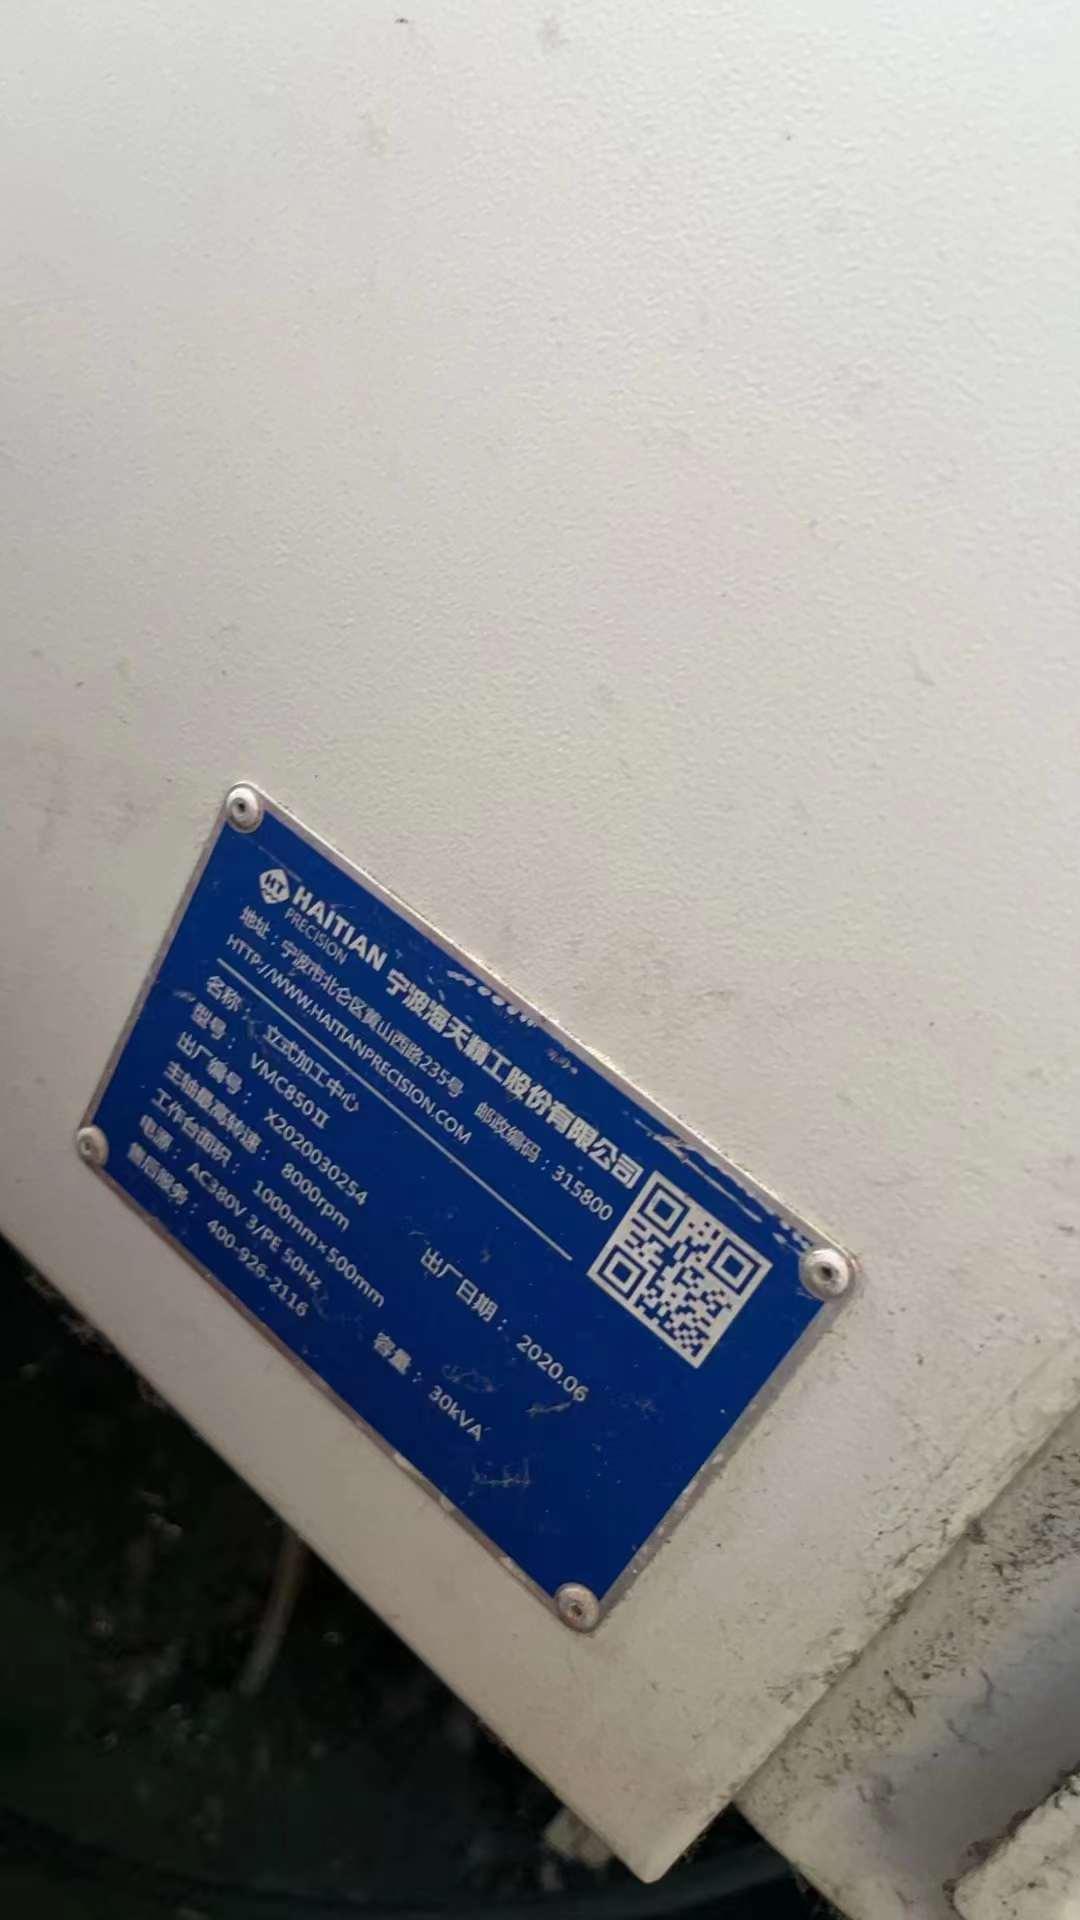 HT HAITIAN PRECISION 宁波海天精工股份有限公司
地址：宁波市北仑区黄山西路235号 邮政编码：315800
HTTP://WWW.HAITIANPRECISION.COM
名称：立式加工中心
型号：VMC850Ⅱ
出厂编号：X2020030254 出厂日期：2020.06
主轴最高转速：8000rpm
工作台面积：1000mm×500mm
电源：AC380V 3/PE 50HZ 容量：30kVA
售后服务：400-926-2116